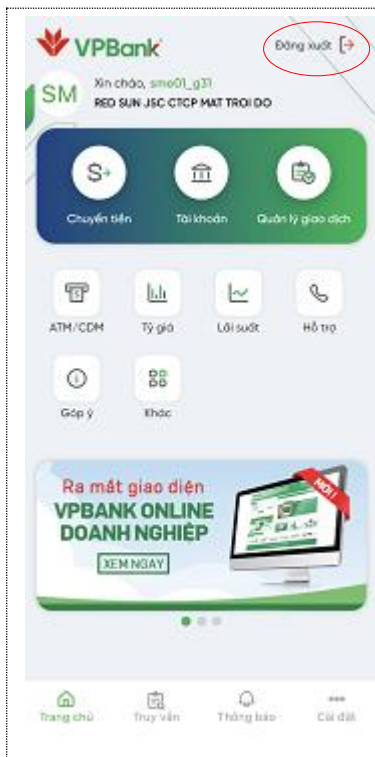 VPBank
Đăng xuất
SM
Xin chào, sme01_g31
RED SUN JSC CTCP MAT TROI DO
Chuyển tiền
Tài khoản
Quản lý giao dịch
ATM/CDM
Tỷ giá
Lãi suất
Hỗ trợ
Góp ý
Khác
Ra mắt giao diện
MỚI!
VPBANK ONLINE
DOANH NGHIỆP
XEM NGAY
Trang chủ
Truy vấn
Thông báo
Cài đặt